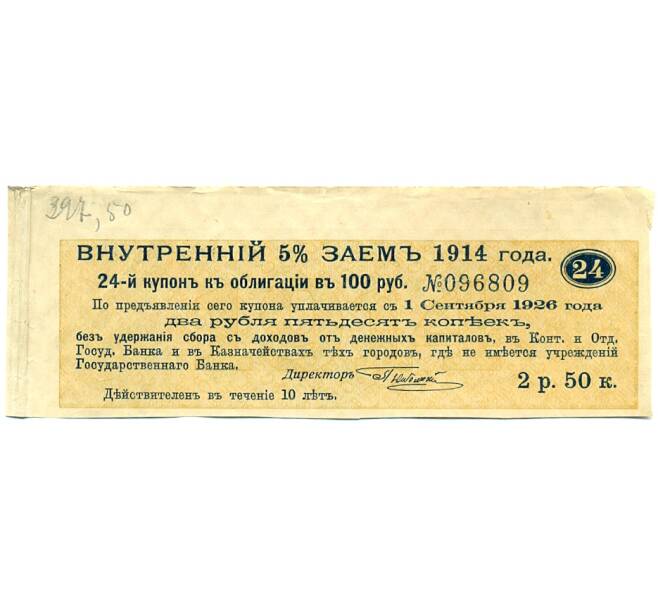 397,50
ВНУТРЕННІЙ 5% ЗАЕМЪ 1914 года.
24
24-й купонъ къ облигаціи въ 100 руб. №096809
По предъявленіи сего купона уплачивается съ 1 Сентября 1926 года
два рубля пятьдесятъ копѣекъ,
безъ удержанія сбора съ доходовъ отъ денежныхъ капиталовъ, въ Конт. и Отд.
Госуд. Банка и въ Казначействахъ тѣхъ городовъ, гдѣ не имѣется учрежденій
Государственнаго Банка.
Директоръ
2 р. 50 к.
Дѣйствителенъ въ теченіе 10 лѣтъ.